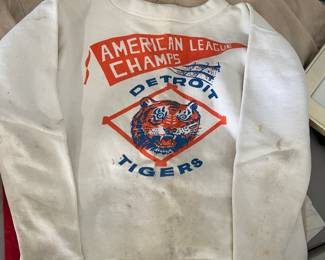 AMERICAN LEAGUE
CHAMPS
DETROIT
TIGERS